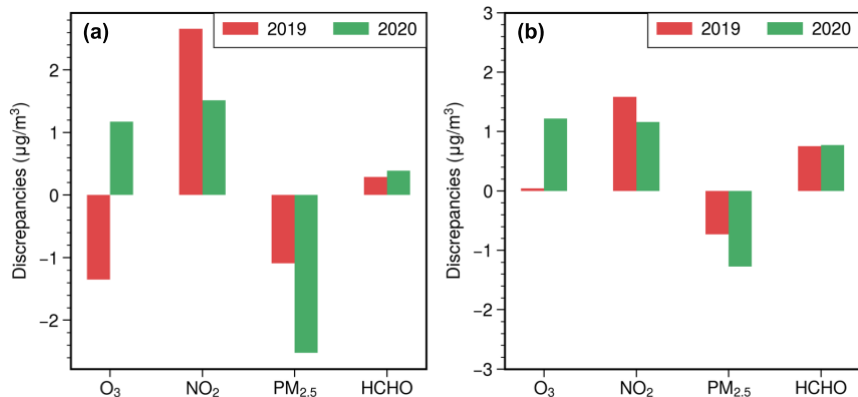 (a)
2019
2020
Discrepancies (μg/m³)
2
1
0
−1
−2
O₃
NO₂
PM₂.₅
HCHO
(b)
2019
2020
Discrepancies (μg/m³)
3
2
1
0
−1
−2
−3
O₃
NO₂
PM₂.₅
HCHO